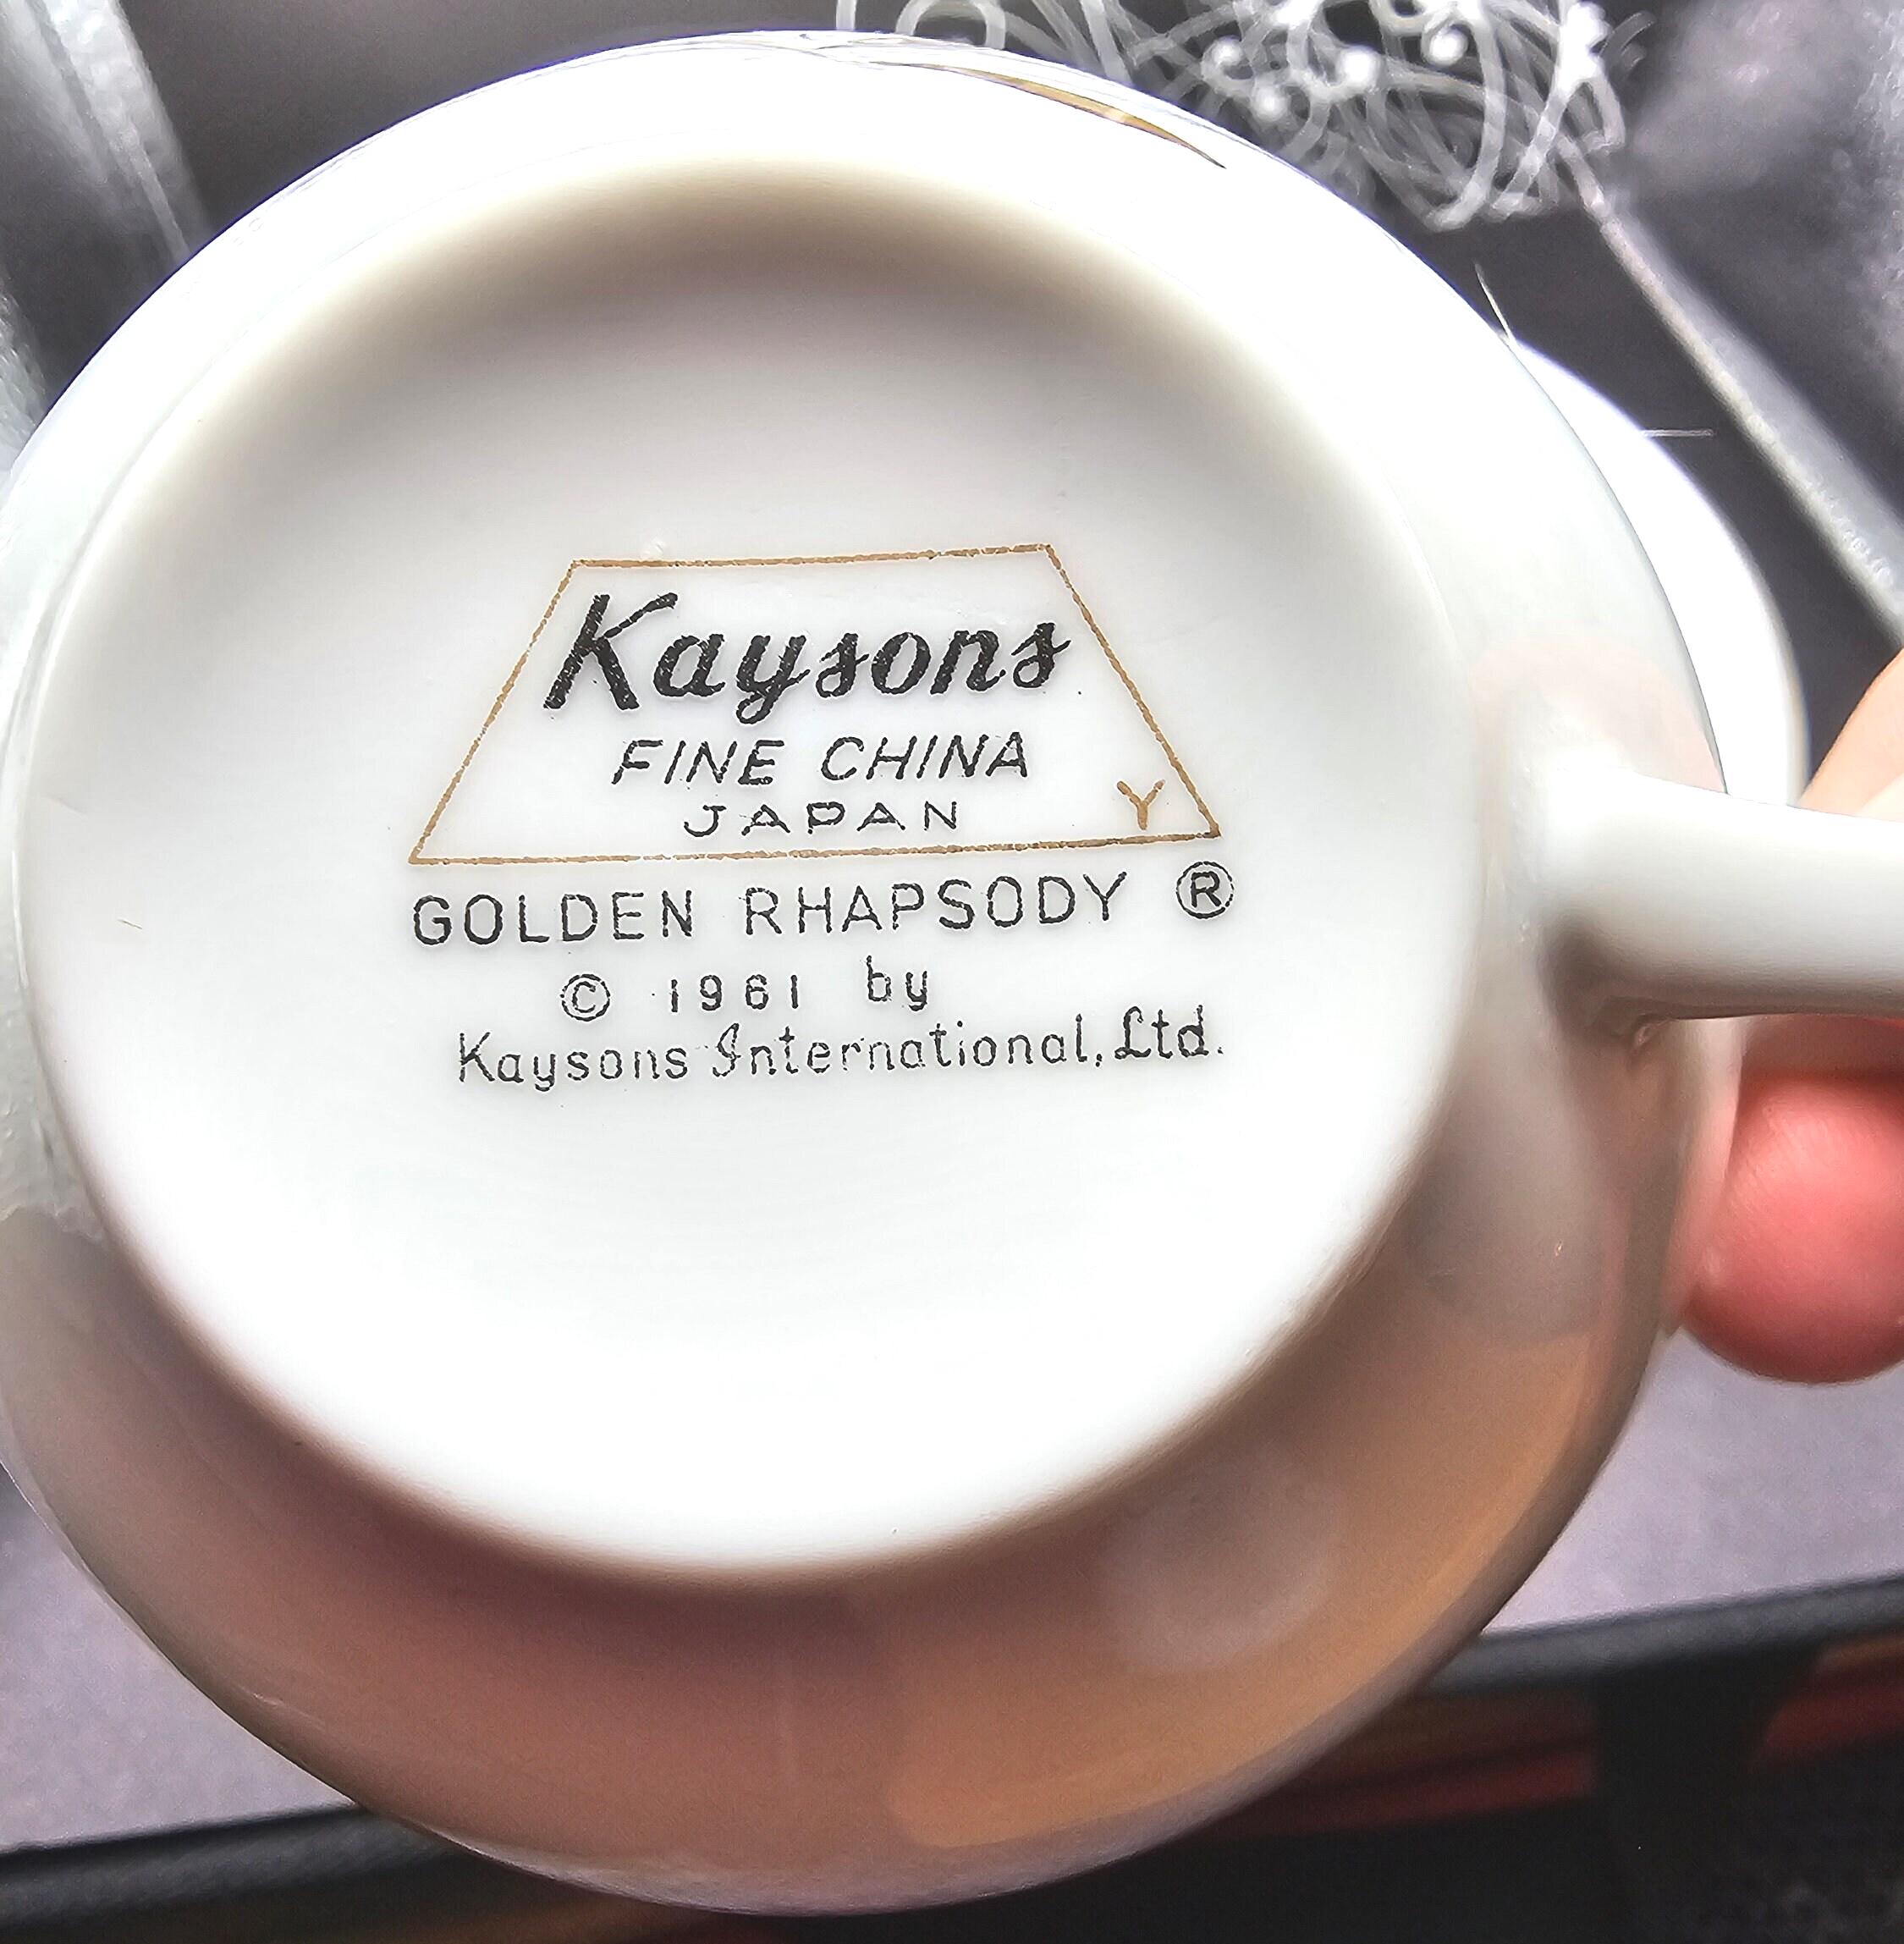 Kaysons
FINE CHINA
JAPAN Y
GOLDEN RHAPSODY ®
© 1961 by
Kaysons International, Ltd.